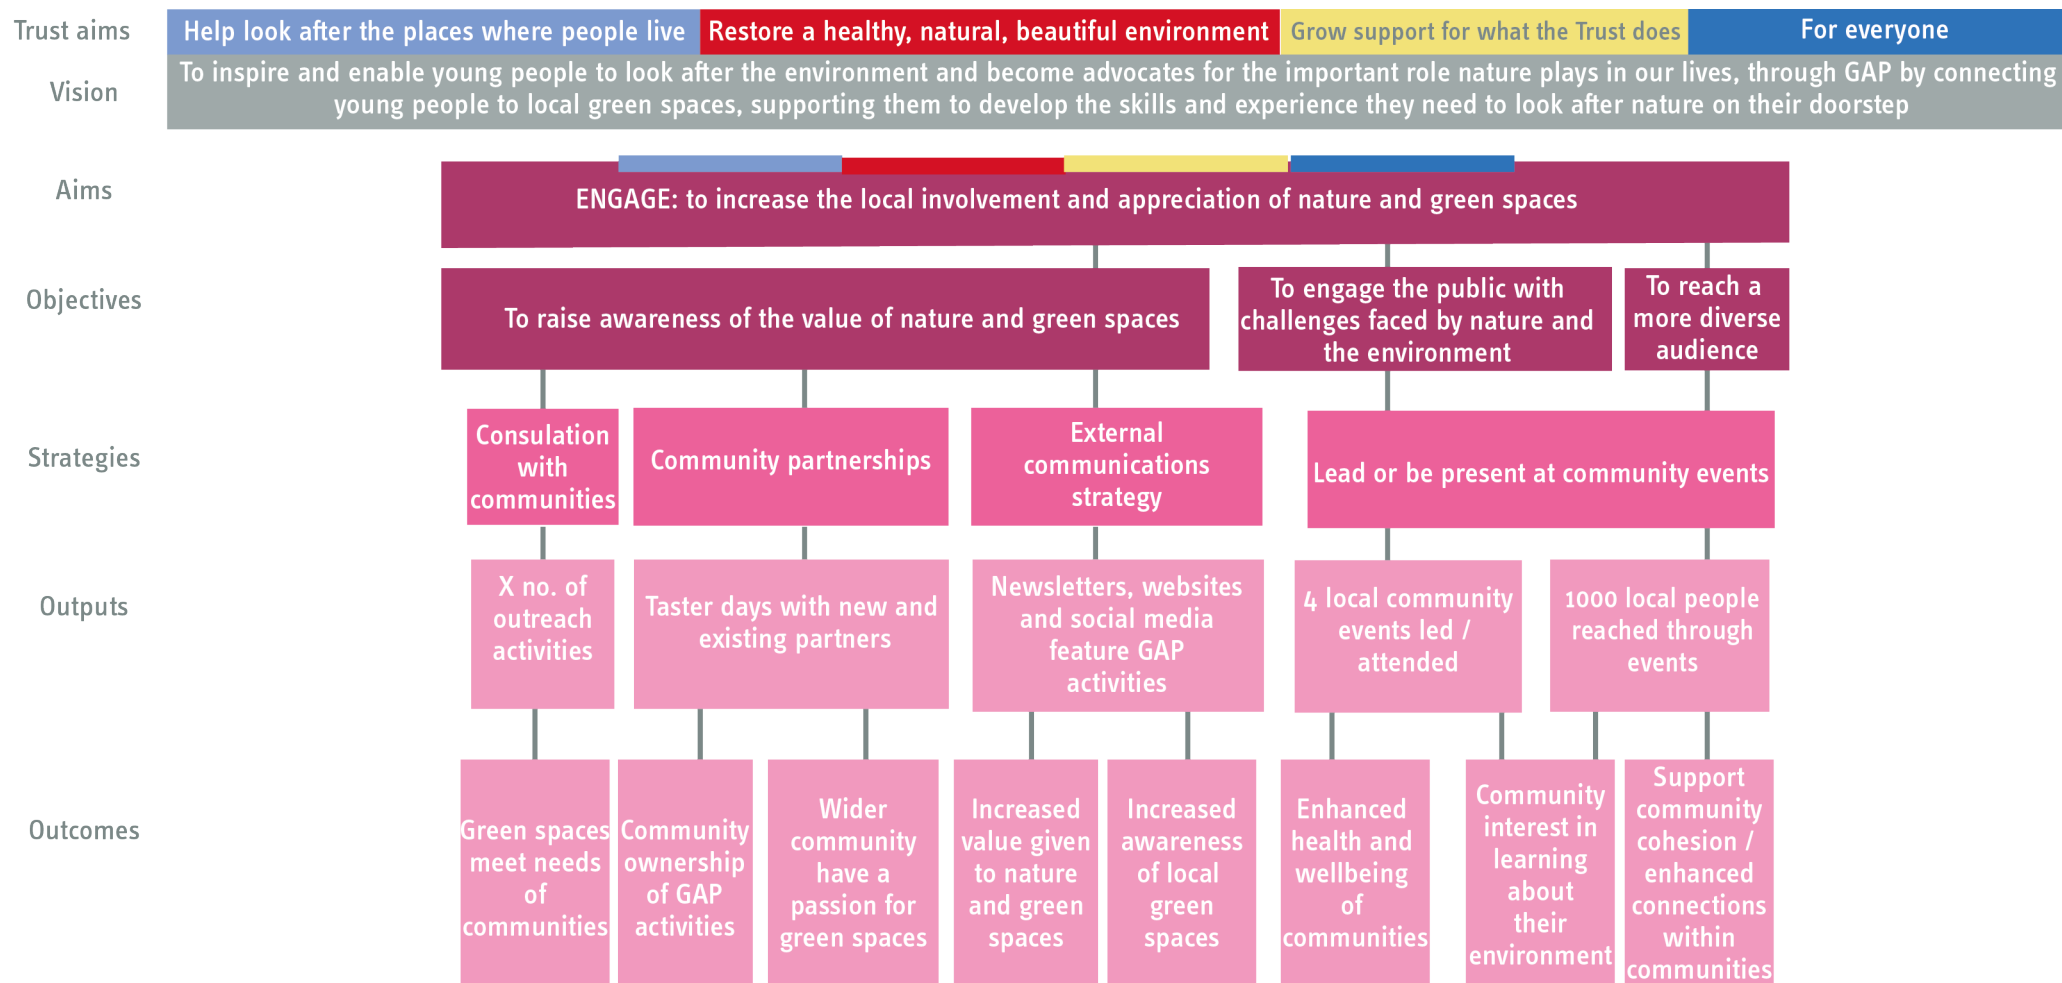 Trust aims
Help look after the places where people live
Restore a healthy, natural, beautiful environment
Grow support for what the Trust does
For everyone
Vision
To inspire and enable young people to look after the environment and become advocates for the important role nature plays in our lives, through GAP by connecting
young people to local green spaces, supporting them to develop the skills and experience they need to look after nature on their doorstep
Aims
ENGAGE: to increase the local involvement and appreciation of nature and green spaces
Objectives
To raise awareness of the value of nature and green spaces
To engage the public with
challenges faced by nature and
the environment
To reach a
more diverse
audience
Strategies
Consulation
with
communities
Community partnerships
External
communications
strategy
Lead or be present at community events
Outputs
X no. of
outreach
activities
Taster days with new and
existing partners
Newsletters, websites
and social media
feature GAP
activities
4 local community
events led /
attended
1000 local people
reached through
events
Outcomes
Green spaces
meet needs
of
communities
Community
ownership
of GAP
activities
Wider
community
have a
passion for
green spaces
Increased
value given
to nature
and green
spaces
Increased
awareness
of local
green
spaces
Enhanced
health and
wellbeing
of
communities
Community
interest in
learning
about
their
environment
Support
community
cohesion /
enhanced
connections
within
communities